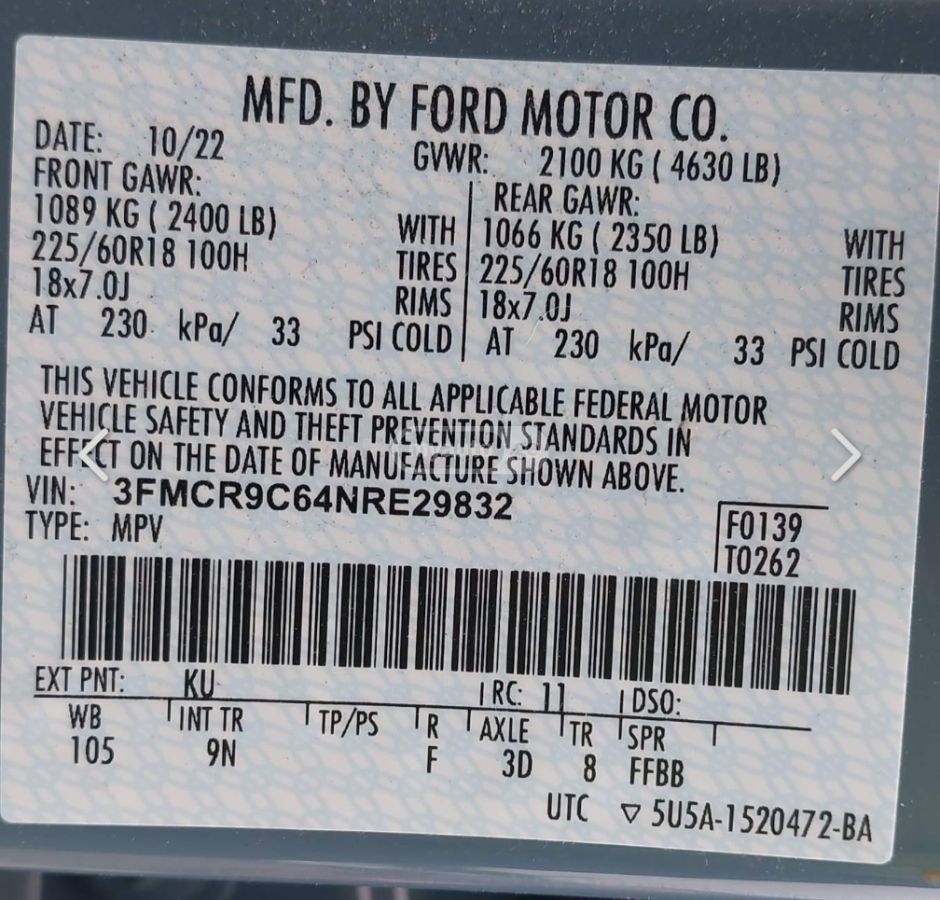 MFD. BY FORD MOTOR CO.
DATE: 10/22 GVWR: 2100 KG ( 4630 LB)
FRONT GAWR: REAR GAWR:
1089 KG ( 2400 LB) WITH 1066 KG ( 2350 LB) WITH
225/60R18 100H TIRES 225/60R18 100H TIRES
18x7.0J RIMS 18x7.0J RIMS
AT 230 kPa/ 33 PSI COLD AT 230 kPa/ 33 PSI COLD
THIS VEHICLE CONFORMS TO ALL APPLICABLE FEDERAL MOTOR
VEHICLE SAFETY AND THEFT PREVENTION STANDARDS IN
EFFECT ON THE DATE OF MANUFACTURE SHOWN ABOVE.
VIN: 3FMCR9C64NRE29832
TYPE: MPV
F0139
T0262
EXT PNT: KU RC: 11 DSO:
WB INT TR TP/PS R AXLE TR SPR
105 9N F 3D 8 FFBB
UTC ▽ 5U5A-1520472-BA